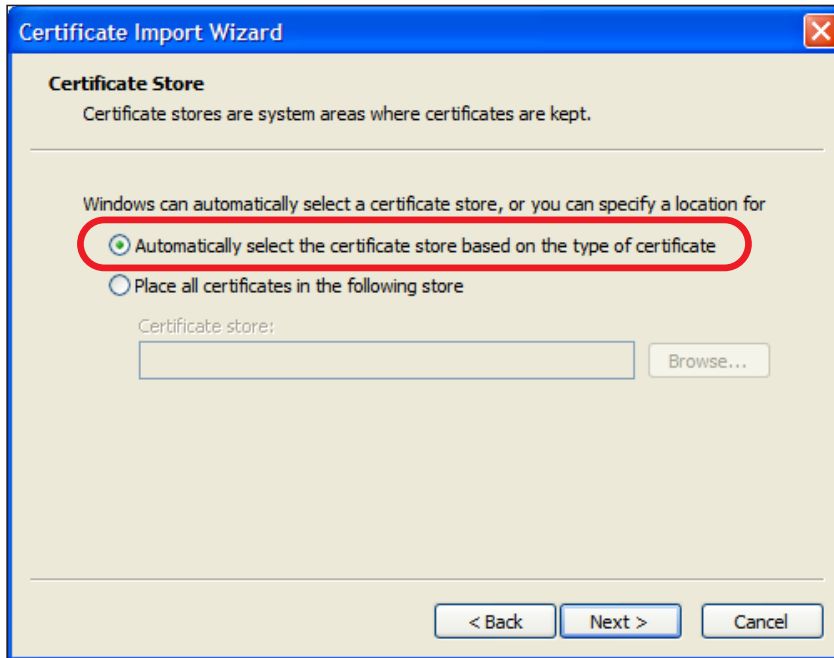 Certificate Import Wizard
Certificate Store
Certificate stores are system areas where certificates are kept.
Windows can automatically select a certificate store, or you can specify a location for
Automatically select the certificate store based on the type of certificate
Place all certificates in the following store
Certificate store:
Browse...
< Back Next > Cancel